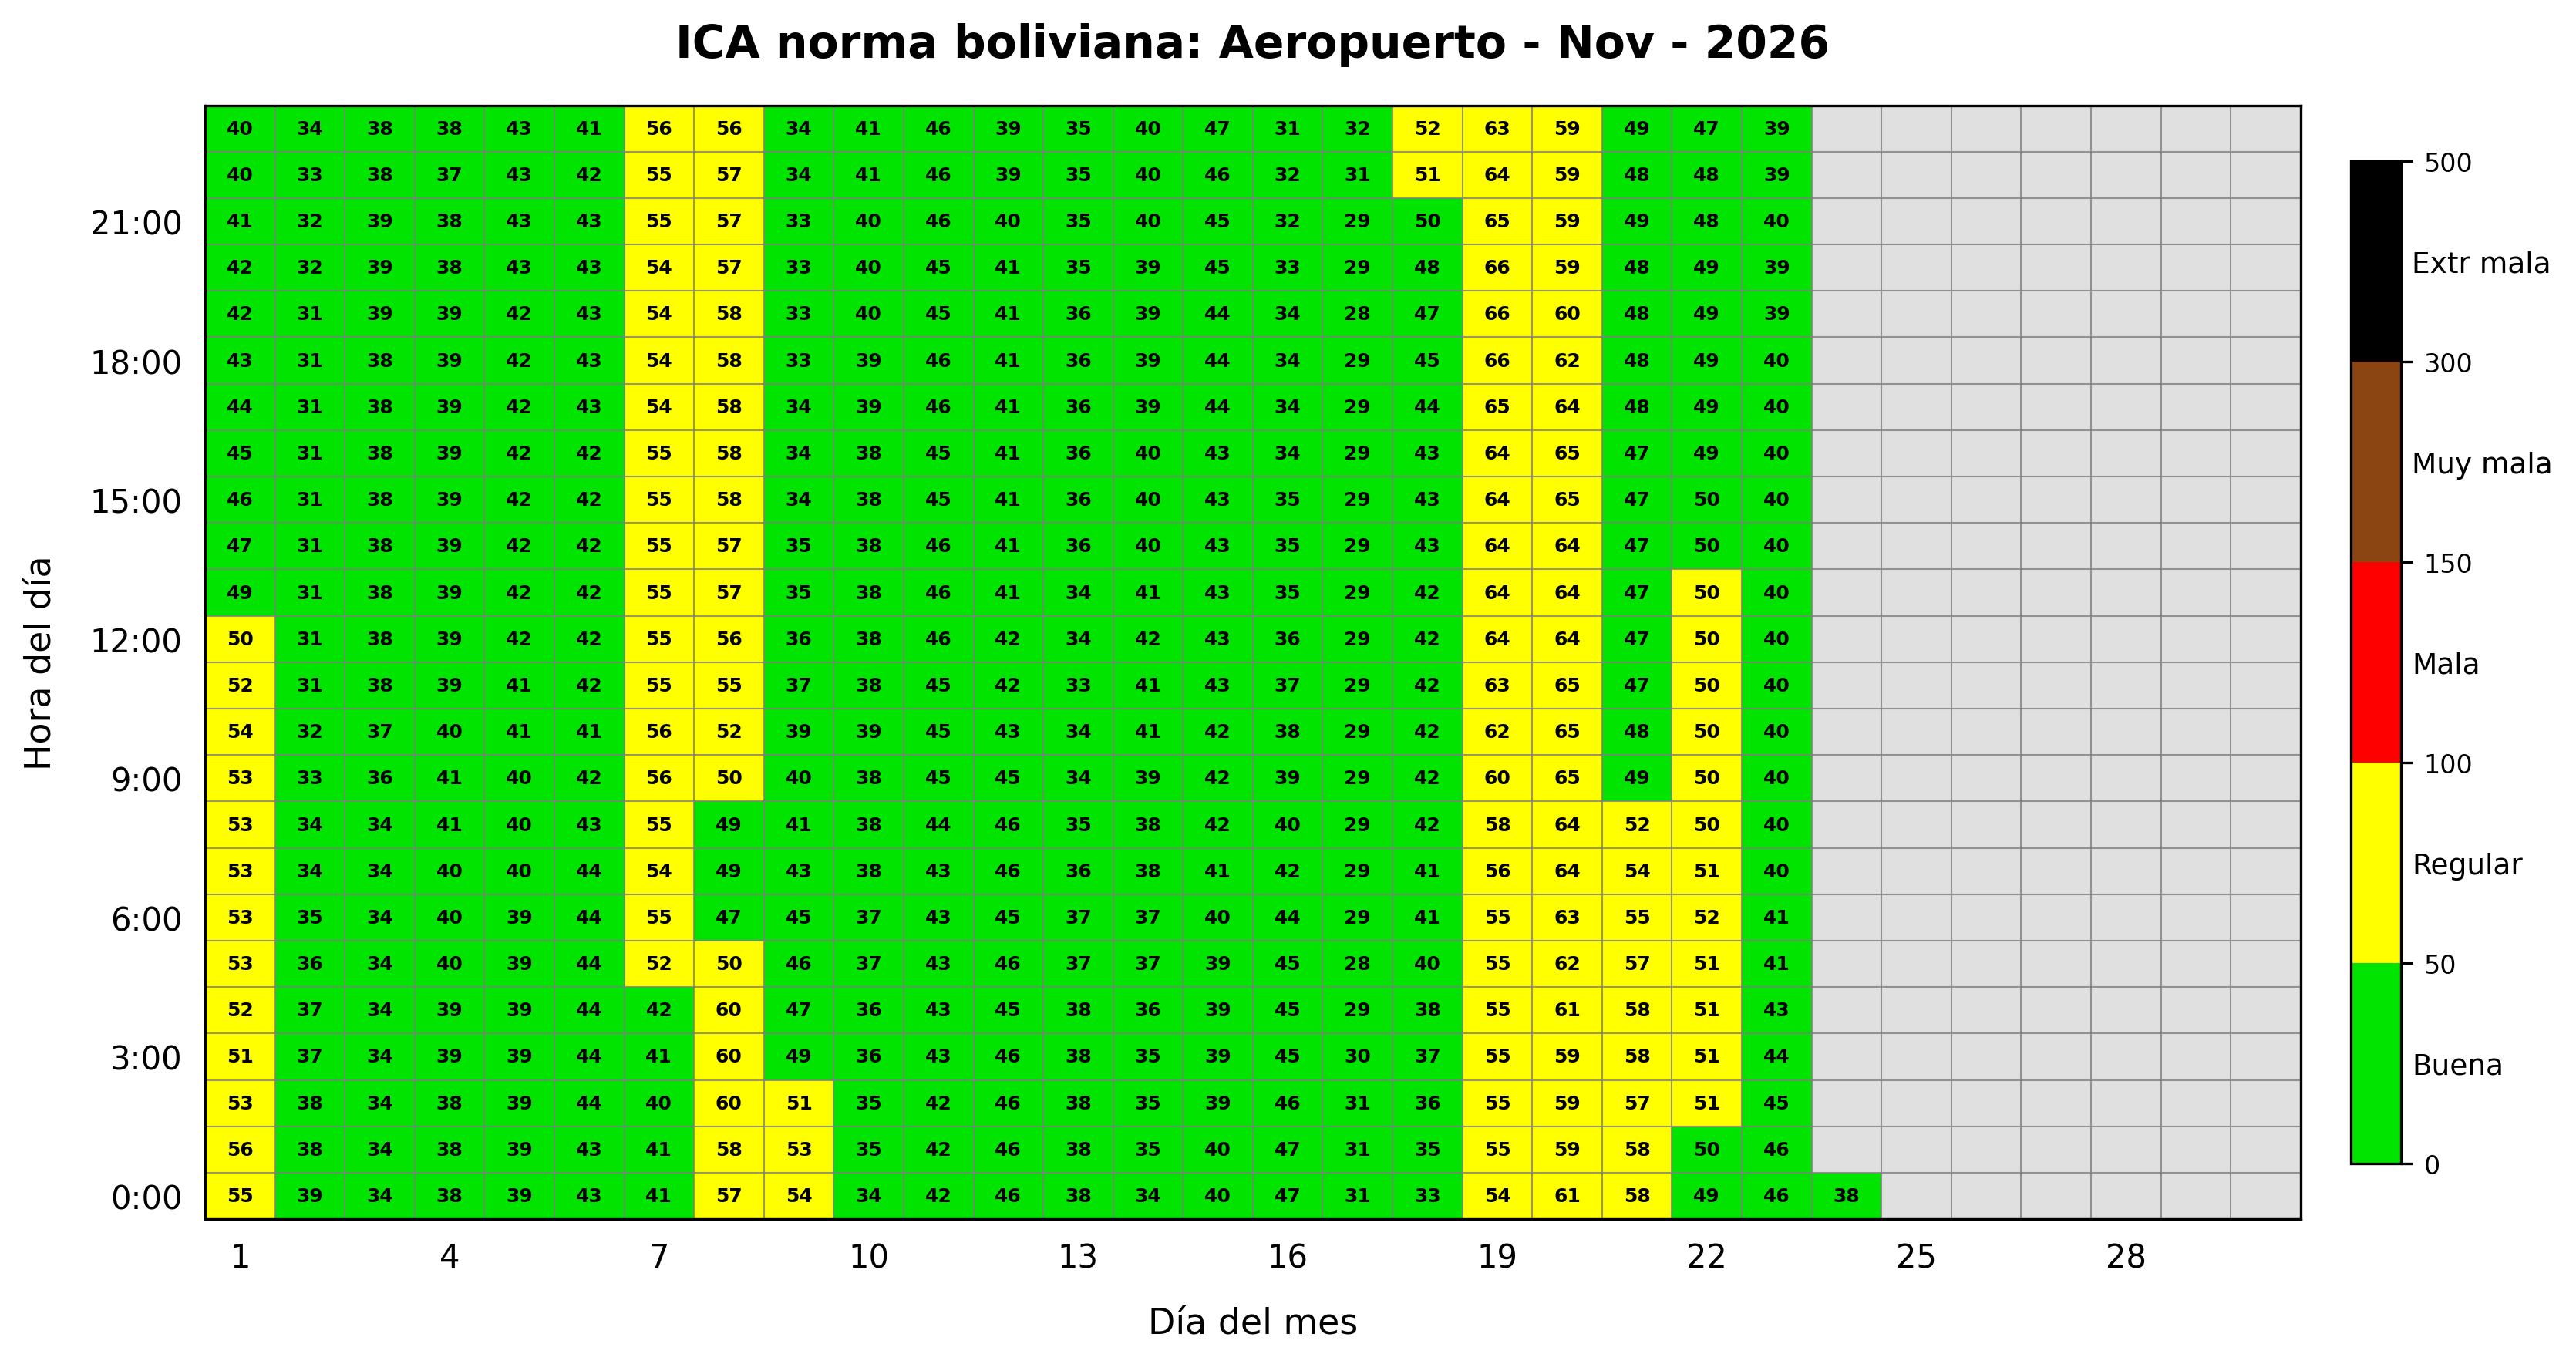 ICA norma boliviana: Aeropuerto - Nov - 2026
40 34 38 38 43 41 56 56 34 41 46 39 35 40 47 31 32 52 63 59 49 47 39
40 33 38 37 43 42 55 57 34 41 46 39 35 40 46 32 31 51 64 59 48 48 39
21:00 41 32 39 38 43 43 55 57 33 40 46 40 35 40 45 32 29 50 65 59 49 48 40
42 32 39 38 43 43 54 57 33 40 45 41 35 39 45 33 29 48 66 59 48 49 39
42 31 39 39 42 43 54 58 33 40 45 41 36 39 44 34 28 47 66 60 48 49 39
18:00 43 31 38 39 42 43 54 58 33 39 46 41 36 39 44 34 29 45 66 62 48 49 40
44 31 38 39 42 43 54 58 34 39 46 41 36 39 44 34 29 44 65 64 48 49 40
45 31 38 39 42 42 55 58 34 38 45 41 36 40 43 34 29 43 64 65 47 49 40
15:00 46 31 38 39 42 42 55 58 34 38 45 41 36 40 43 35 29 43 64 65 47 50 40
47 31 38 39 42 42 55 57 35 38 46 41 36 40 43 35 29 43 64 64 47 50 40
49 31 38 39 42 42 55 57 35 38 46 41 34 41 43 35 29 42 64 64 47 50 40
12:00 50 31 38 39 42 42 55 56 36 38 46 42 34 42 43 36 29 42 64 64 47 50 40
52 31 38 39 41 42 55 55 37 38 45 42 33 41 43 37 29 42 63 65 47 50 40
54 32 37 40 41 41 56 52 39 39 45 43 34 41 42 38 29 42 62 65 48 50 40
9:00 53 33 36 41 40 42 56 50 40 38 45 45 34 39 42 39 29 42 60 65 49 50 40
53 34 34 41 40 43 55 49 41 38 44 46 35 38 42 40 29 42 58 64 52 50 40
53 34 34 40 40 44 54 49 43 38 43 46 36 38 41 42 29 41 56 64 54 51 40
6:00 53 35 34 40 39 44 55 47 45 37 43 45 37 37 40 44 29 41 55 63 55 52 41
53 36 34 40 39 44 52 50 46 37 43 46 37 37 39 45 28 40 55 62 57 51 41
52 37 34 39 39 44 42 60 47 36 43 45 38 36 39 45 29 38 55 61 58 51 43
3:00 51 37 34 39 39 44 41 60 49 36 43 46 38 35 39 45 30 37 55 59 58 51 44
53 38 34 38 39 44 40 60 51 35 42 46 38 35 39 46 31 36 55 59 57 51 45
56 38 34 38 39 43 41 58 53 35 42 46 38 35 40 47 31 35 55 59 58 50 46
0:00 55 39 34 38 39 43 41 57 54 34 42 46 38 34 40 47 31 33 54 61 58 49 46 38
1 4 7 10 13 16 19 22 25 28
Día del mes
Hora del día
500
Extr mala
300
Muy mala
150
Mala
100
Regular
50
Buena
0